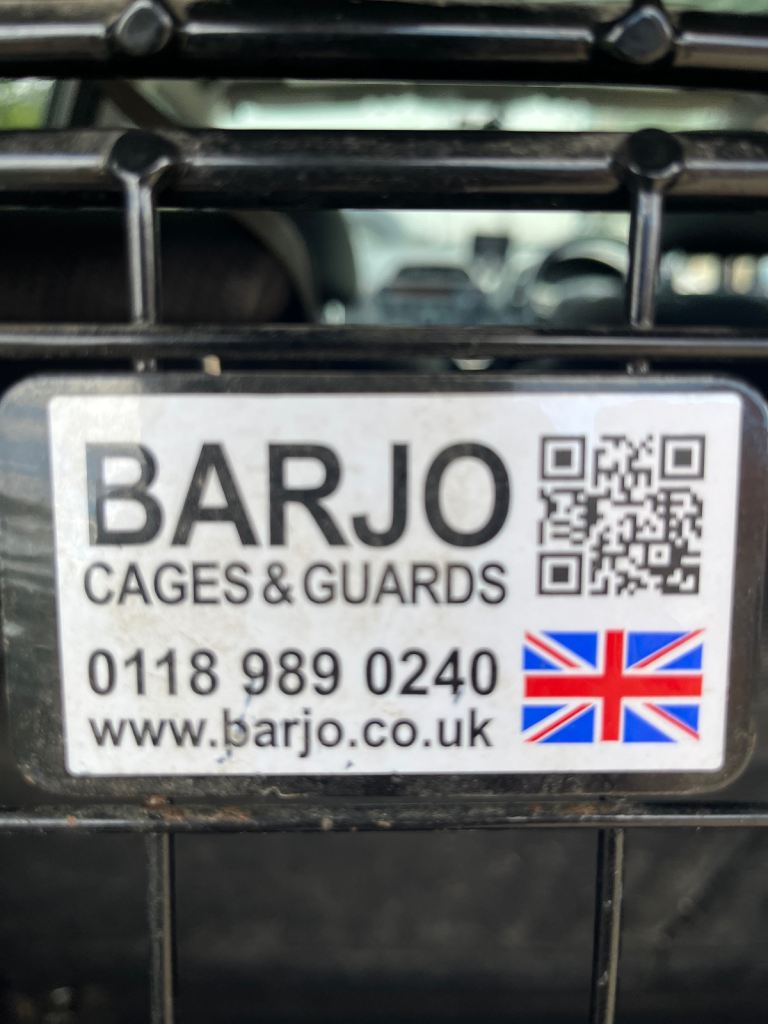 BARJO
CAGES & GUARDS
0118 989 0240
www.barjo.co.uk